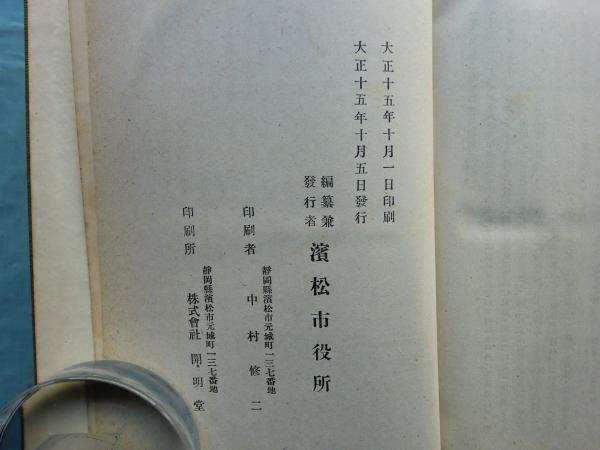 大正十五年十月一日印刷
大正十五年十月五日發行
編纂兼
發行者
濱松市役所
靜岡縣濱松市元城町一三七番地
印刷者
中村修二
靜岡縣濱松市元城町一三七番地
印刷所
株式會社 開・明堂